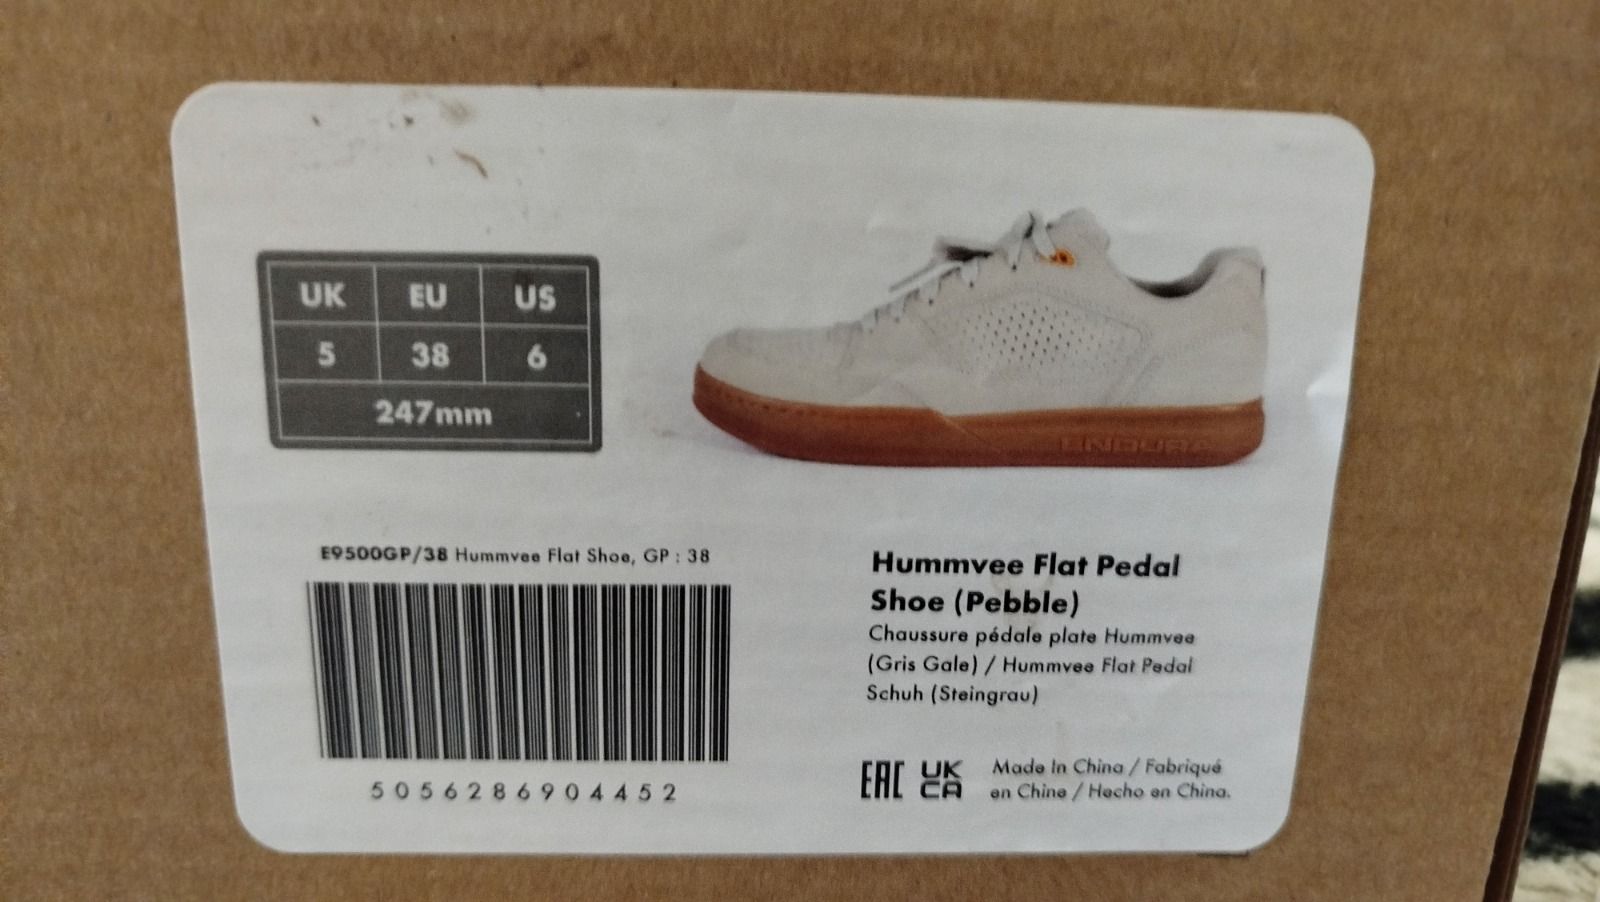 UK EU US
5 38 6
247mm
ENDURA
E9500GP/38 Hummvee Flat Shoe, GP : 38
5056286904452
Hummvee Flat Pedal
Shoe (Pebble)
Chaussure pédale plate Hummvee
(Gris Gale) / Hummvee Flat Pedal
Schuh (Steingrau)
EAC UK
CA
Made In China / Fabriqué
en Chine / Hecho en China.